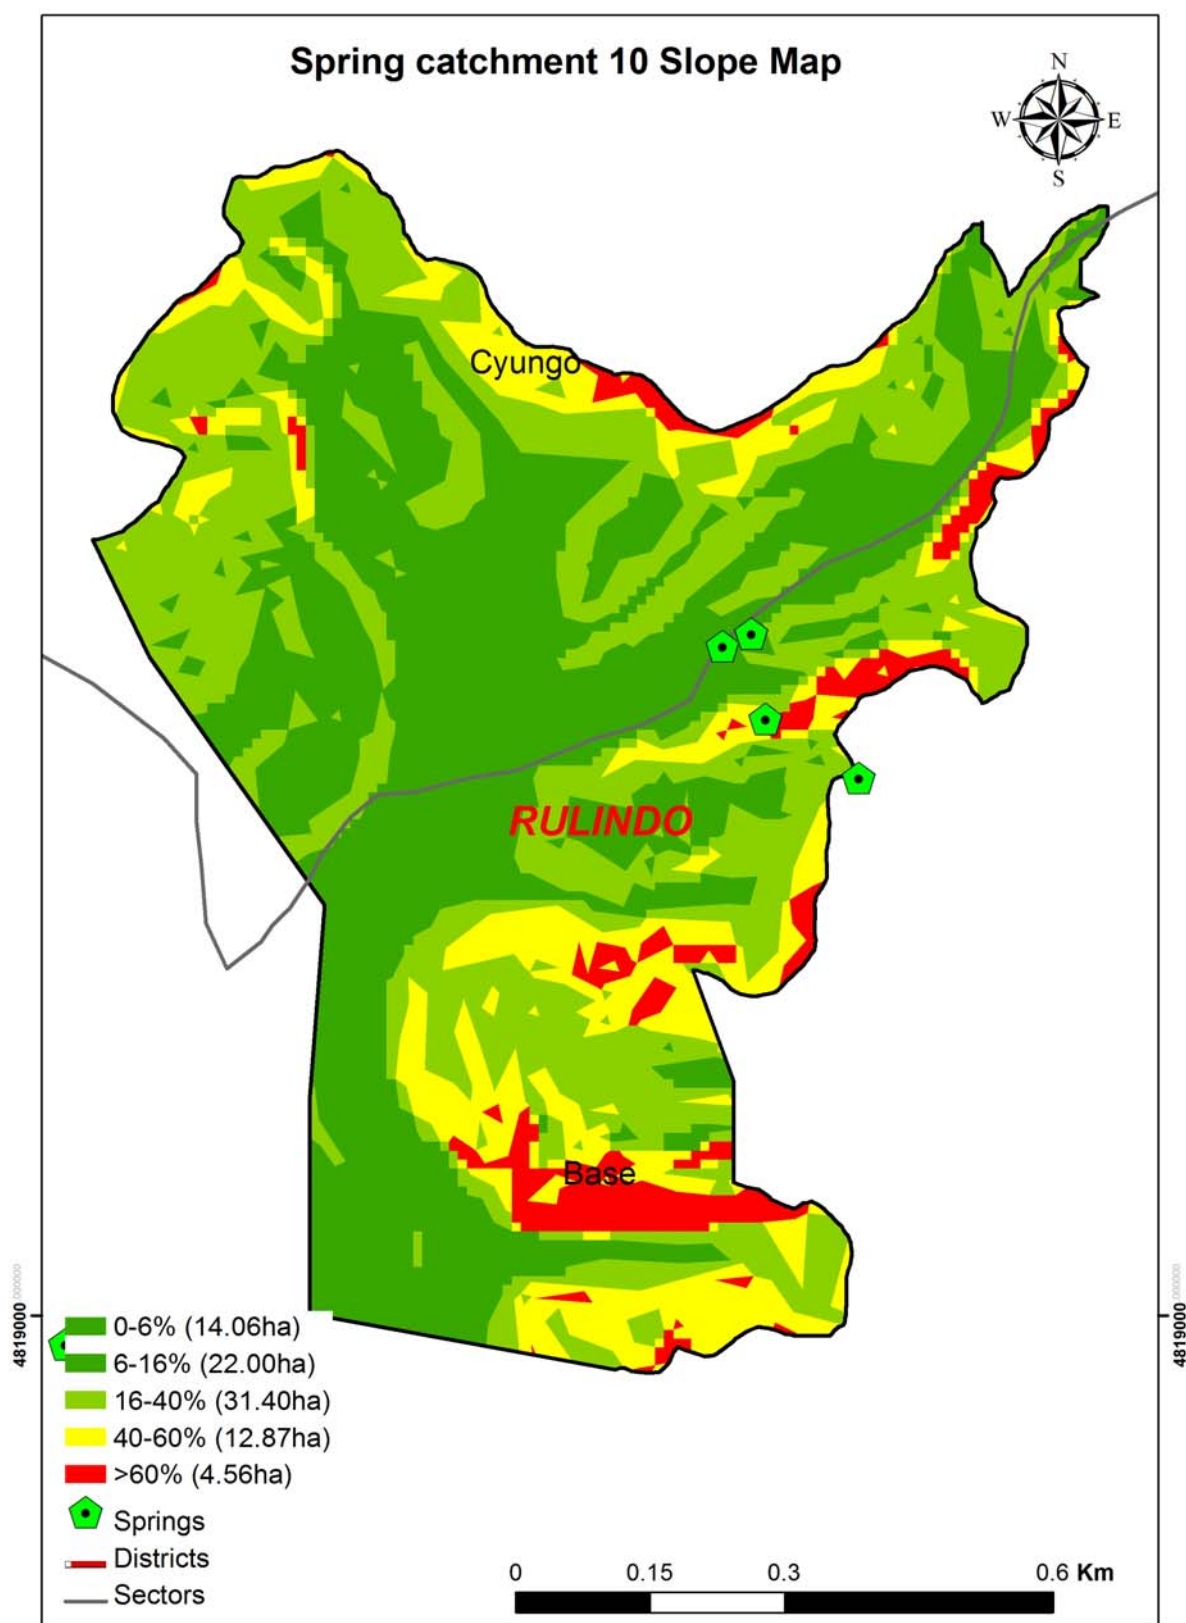 Spring catchment 10 Slope Map
N
W
E
S
Cyungo
RULINDO
Base
4819000
.000000
4819000
.000000
0-6% (14.06ha)
6-16% (22.00ha)
16-40% (31.40ha)
40-60% (12.87ha)
>60% (4.56ha)
Springs
Districts
Sectors
0 0.15 0.3 0.6 Km